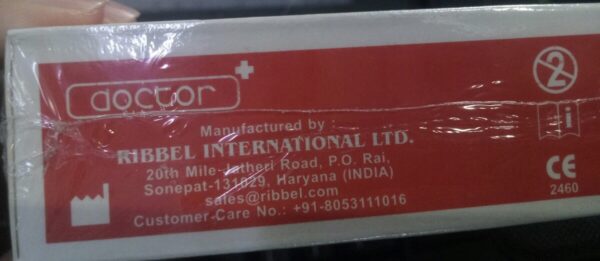 doctor
2
Manufactured by :
RIBBEL INTERNATIONAL LTD.
20th Mile-Jatheri Road, P.O. Rai,
Sonepat-131029, Haryana (INDIA)
sales@ribbel.com
Customer-Care No.: +91-8053111016
i
CE
2460